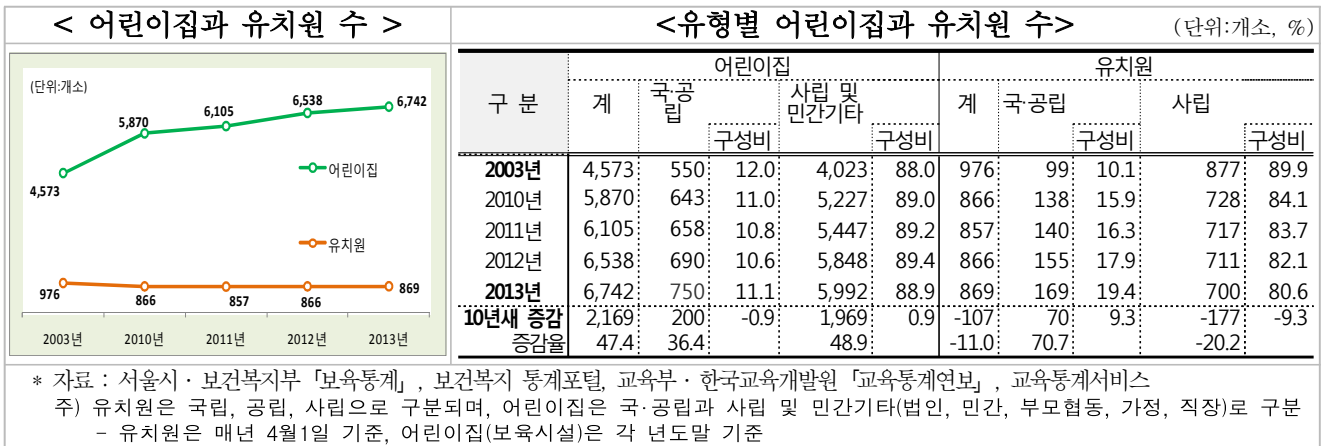 < 어린이집과 유치원 수 >
<유형별 어린이집과 유치원 수>
(단위:개소, %)
(단위:개소)
4,573
5,870
6,105
6,538
6,742
어린이집
유치원
976
866
857
866
869
2003년 2010년 2011년 2012년 2013년
구 분 어린이집 유치원
계 국·공립 사립 및 민간기타 계 국·공립 사립
구성비 구성비 구성비 구성비
2003년 4,573 550 12.0 4,023 88.0 976 99 10.1 877 89.9
2010년 5,870 643 11.0 5,227 89.0 866 138 15.9 728 84.1
2011년 6,105 658 10.8 5,447 89.2 857 140 16.3 717 83.7
2012년 6,538 690 10.6 5,848 89.4 866 155 17.9 711 82.1
2013년 6,742 750 11.1 5,992 88.9 869 169 19.4 700 80.6
10년새 증감 2,169 200 -0.9 1,969 0.9 -107 70 9.3 -177 -9.3
증감율 47.4 36.4 48.9 -11.0 70.7 -20.2
* 자료 : 서울시·보건복지부「보육통계」, 보건복지 통계포털, 교육부·한국교육개발원「교육통계연보」, 교육통계서비스
주) 유치원은 국립, 공립, 사립으로 구분되며, 어린이집은 국·공립과 사립 및 민간기타(법인, 민간, 부모협동, 가정, 직장)로 구분
- 유치원은 매년 4월1일 기준, 어린이집(보육시설)은 각 년도말 기준